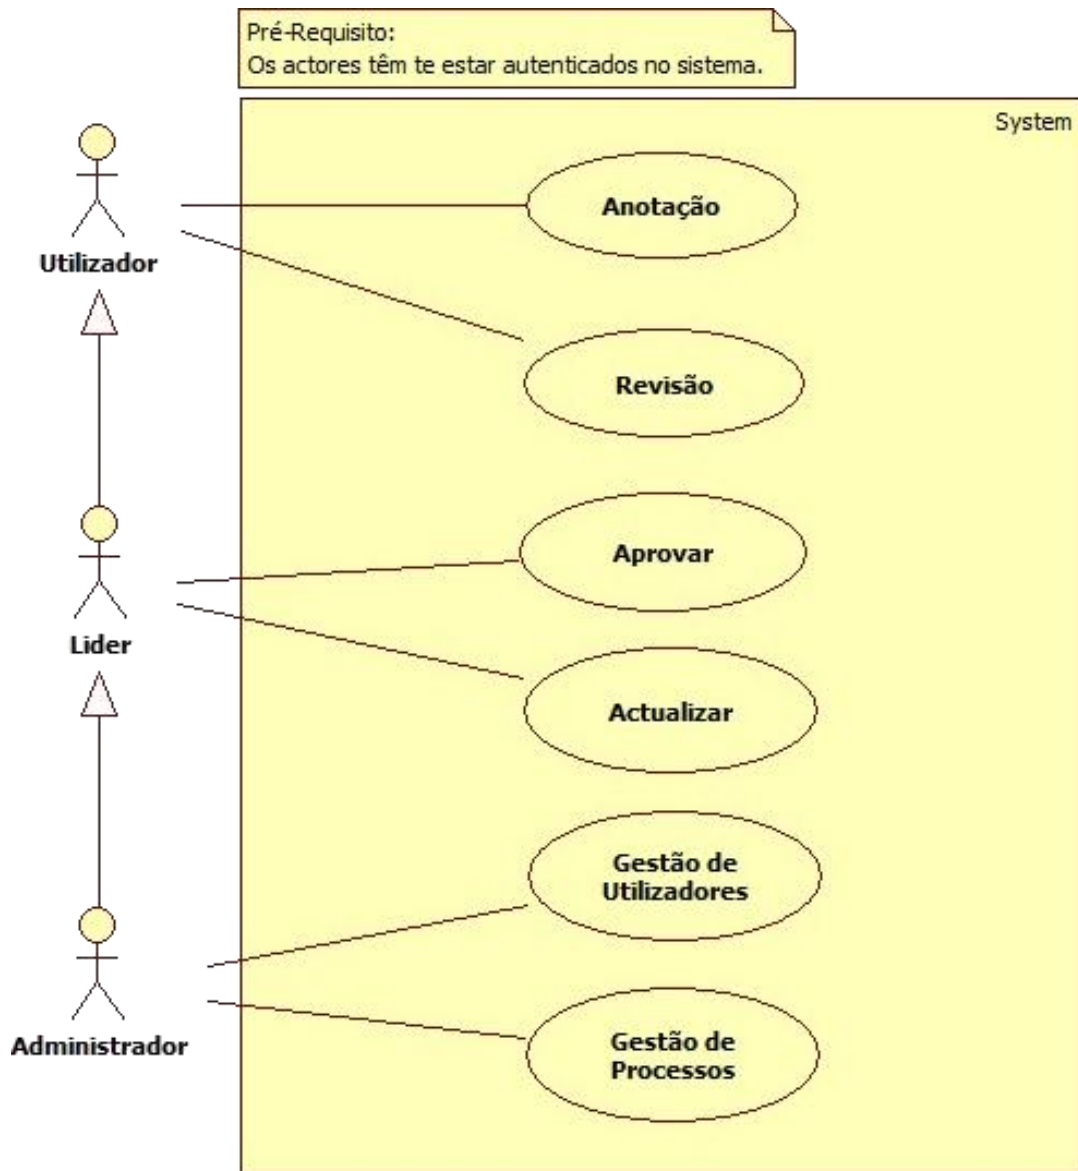 Pré-Requisito:
Os actores têm te estar autenticados no sistema.
System
Anotação
Utilizador
Revisão
Aprovar
Lider
Actualizar
Gestão de
Utilizadores
Administrador
Gestão de
Processos